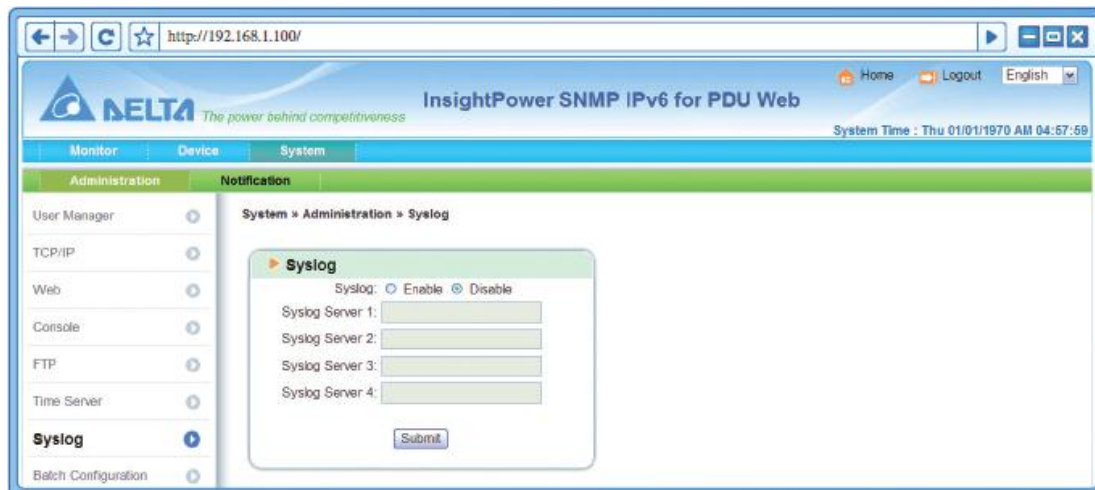 http://192.168.1.100/
Home Logout English
DELTA The power behind competitiveness InsightPower SNMP IPv6 for PDU Web
System Time : Thu 01/01/1970 AM 04:57:59
Monitor Device System
Administration Notification
User Manager
TCP/IP
Web
Console
FTP
Time Server
Syslog
Batch Configuration
System » Administration » Syslog
Syslog
Syslog: Enable Disable
Syslog Server 1:
Syslog Server 2:
Syslog Server 3:
Syslog Server 4:
Submit